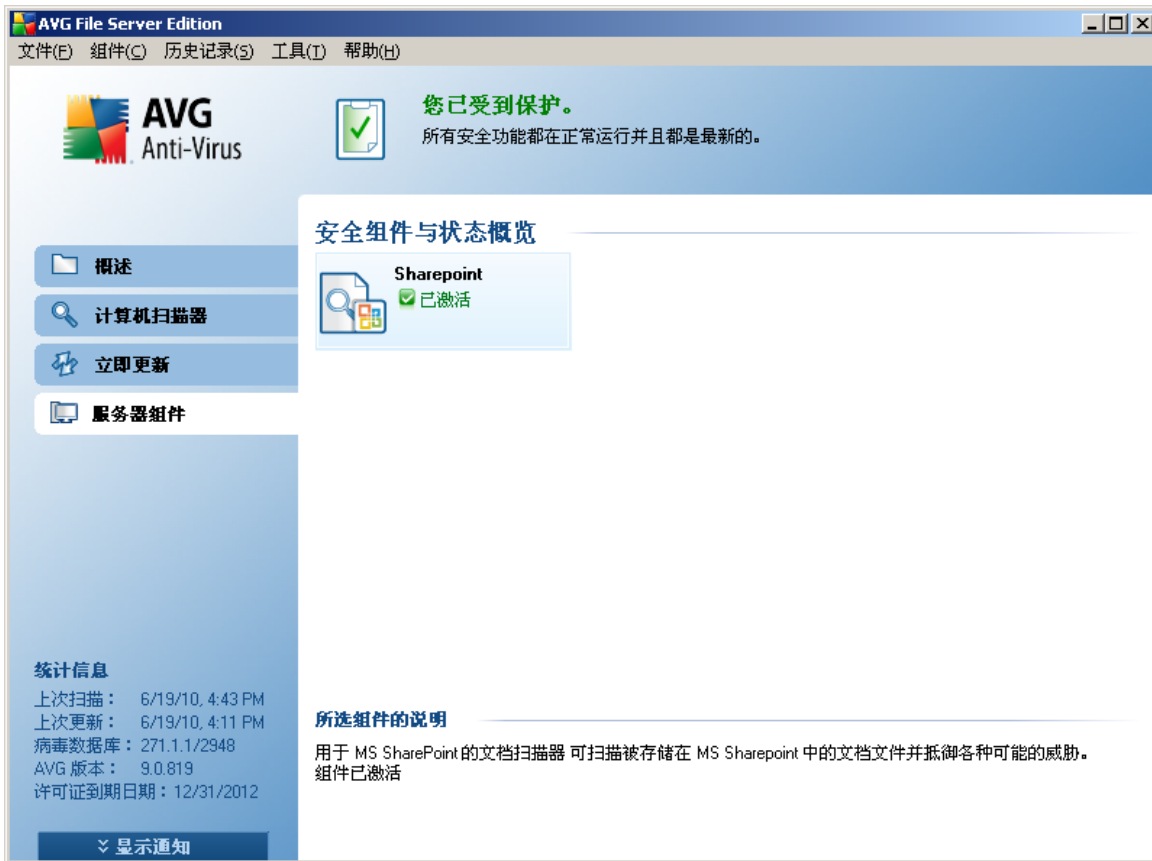 AVG File Server Edition
文件(F) 组件(C) 历史记录(S) 工具(T) 帮助(H)
AVG
Anti-Virus
您已受到保护。
所有安全功能都在正常运行并且都是最新的。
概述
计算机扫描器
立即更新
服务器组件
安全组件与状态概览
Sharepoint
已激活
统计信息
上次扫描： 6/19/10, 4:43 PM
上次更新： 6/19/10, 4:11 PM
病毒数据库：271.1.1/2948
AVG 版本： 9.0.819
许可证到期日期：12/31/2012
显示通知
所选组件的说明
用于 MS SharePoint 的文档扫描器 可扫描被存储在 MS Sharepoint 中的文档文件并抵御各种可能的威胁。
组件已激活